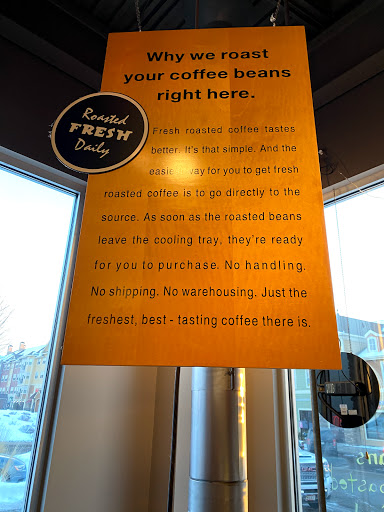 Why we roast
your coffee beans
right here.
Roasted
FRESH
Daily
Fresh roasted coffee tastes
better. It's that simple. And the
easie way for you to get fresh
roasted coffee is to go directly to the
source. As soon as the roasted beans
leave the cooling tray, they're ready
for you to purchase. No handling.
No shipping. No warehousing. Just the
freshest, best - tasting coffee there is.